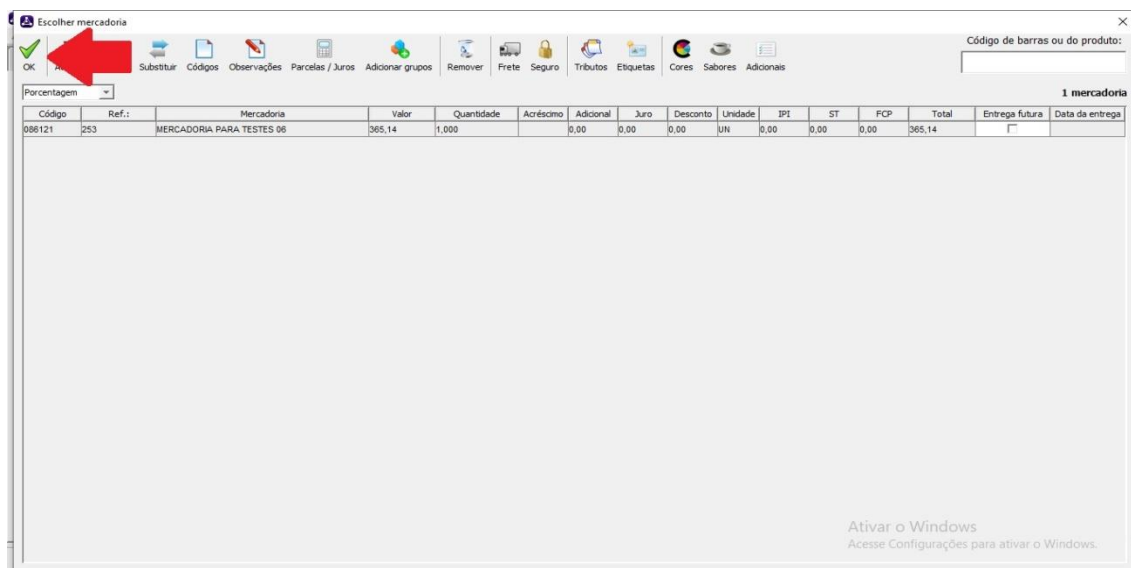 Escolher mercadoria
Código de barras ou do produto:
OK Substituir Códigos Observações Parcelas / Juros Adicionar grupos Remover Frete Seguro Tributos Etiquetas Cores Sabores Adicionais
Porcentagem 1 mercadoria
Código Ref.: Mercadoria Valor Quantidade Acréscimo Adicional Juro Desconto Unidade IPI ST FCP Total Entrega futura Data da entrega
086121 253 MERCADORIA PARA TESTES 06 365,14 1,000 0,00 0,00 0,00 UN 0,00 0,00 0,00 365,14
Ativar o Windows
Acesse Configurações para ativar o Windows.